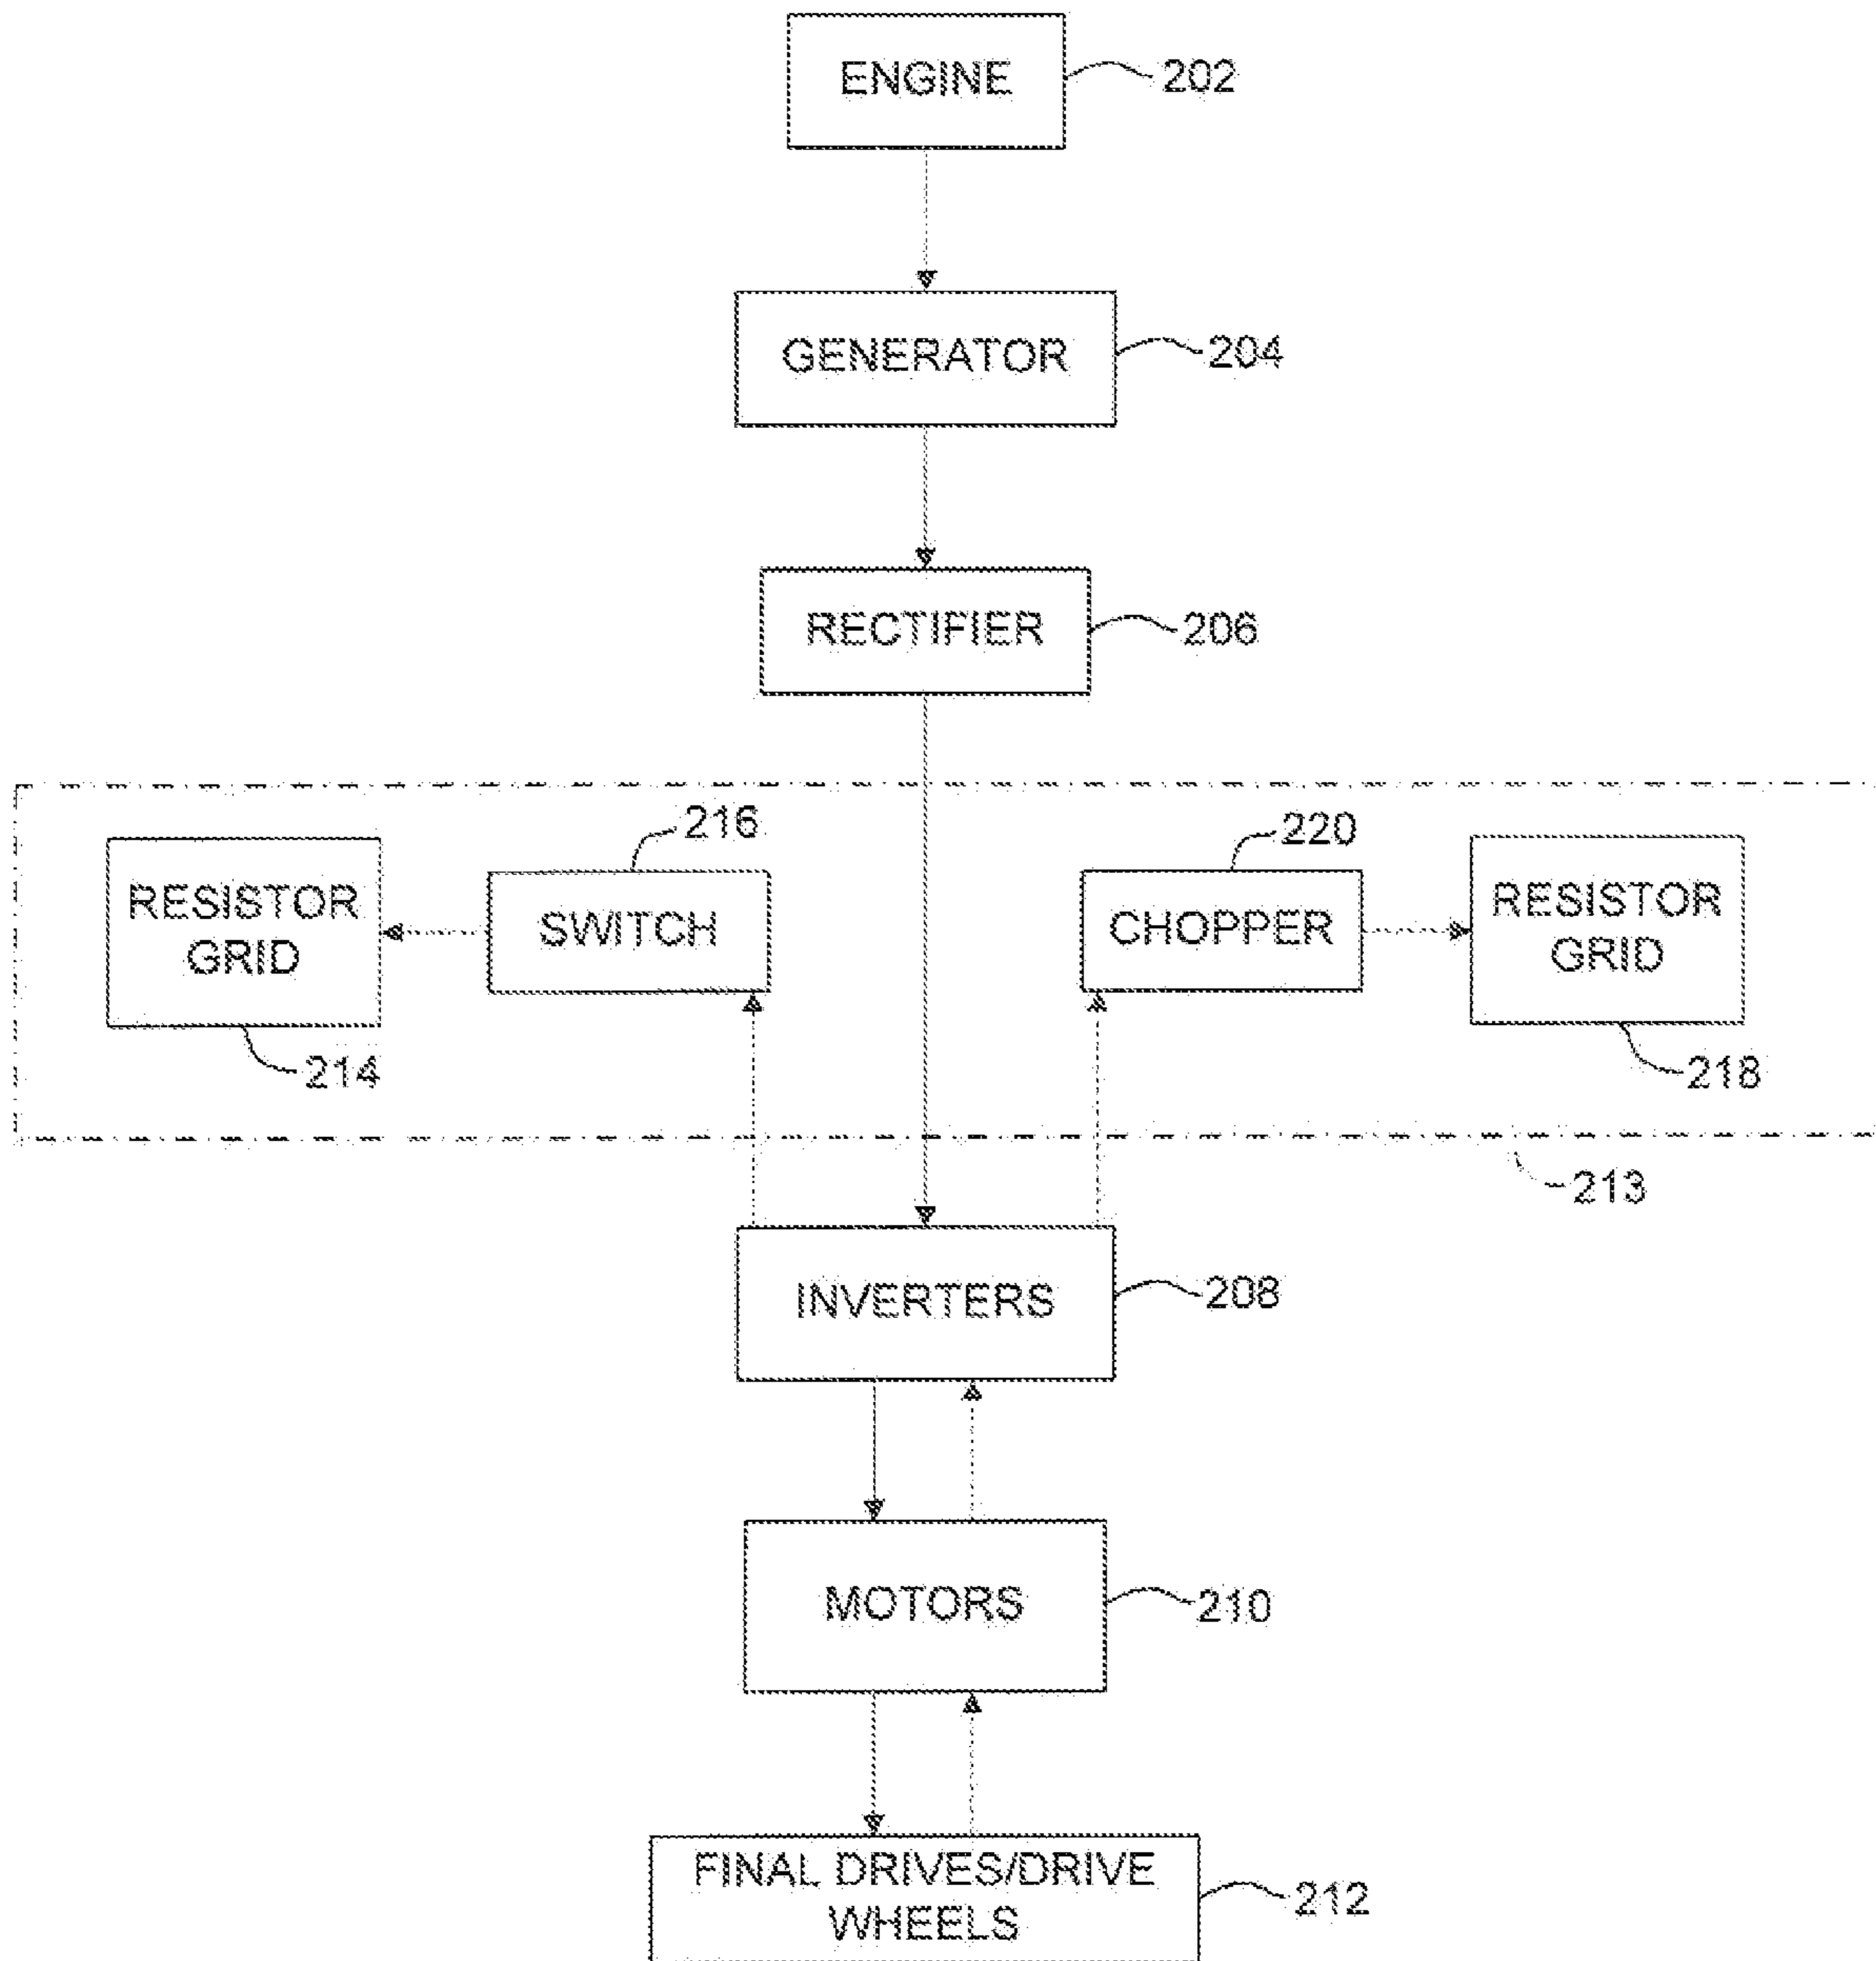 ENGINE
202
GENERATOR
204
RECTIFIER
206
216
220
RESISTOR
GRID
SWITCH
CHOPPER
RESISTOR
GRID
214
218
213
INVERTERS
208
MOTORS
210
FINAL DRIVES/DRIVE
WHEELS
212